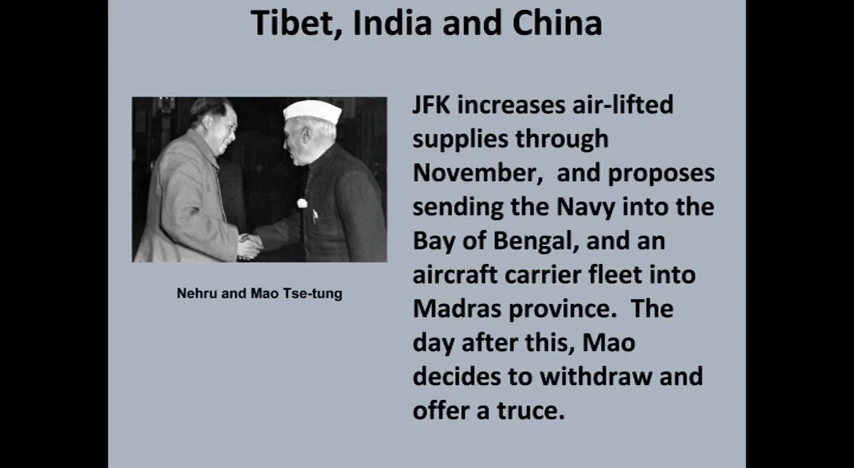 Tibet, India and China
JFK increases air-lifted
supplies through
November,  and proposes
sending the Navy into the
Bay of Bengal, and an
aircraft carrier fleet into
Madras province.  The
day after this, Mao
decides to withdraw and
offer a truce.
Nehru and Mao Tse-tung